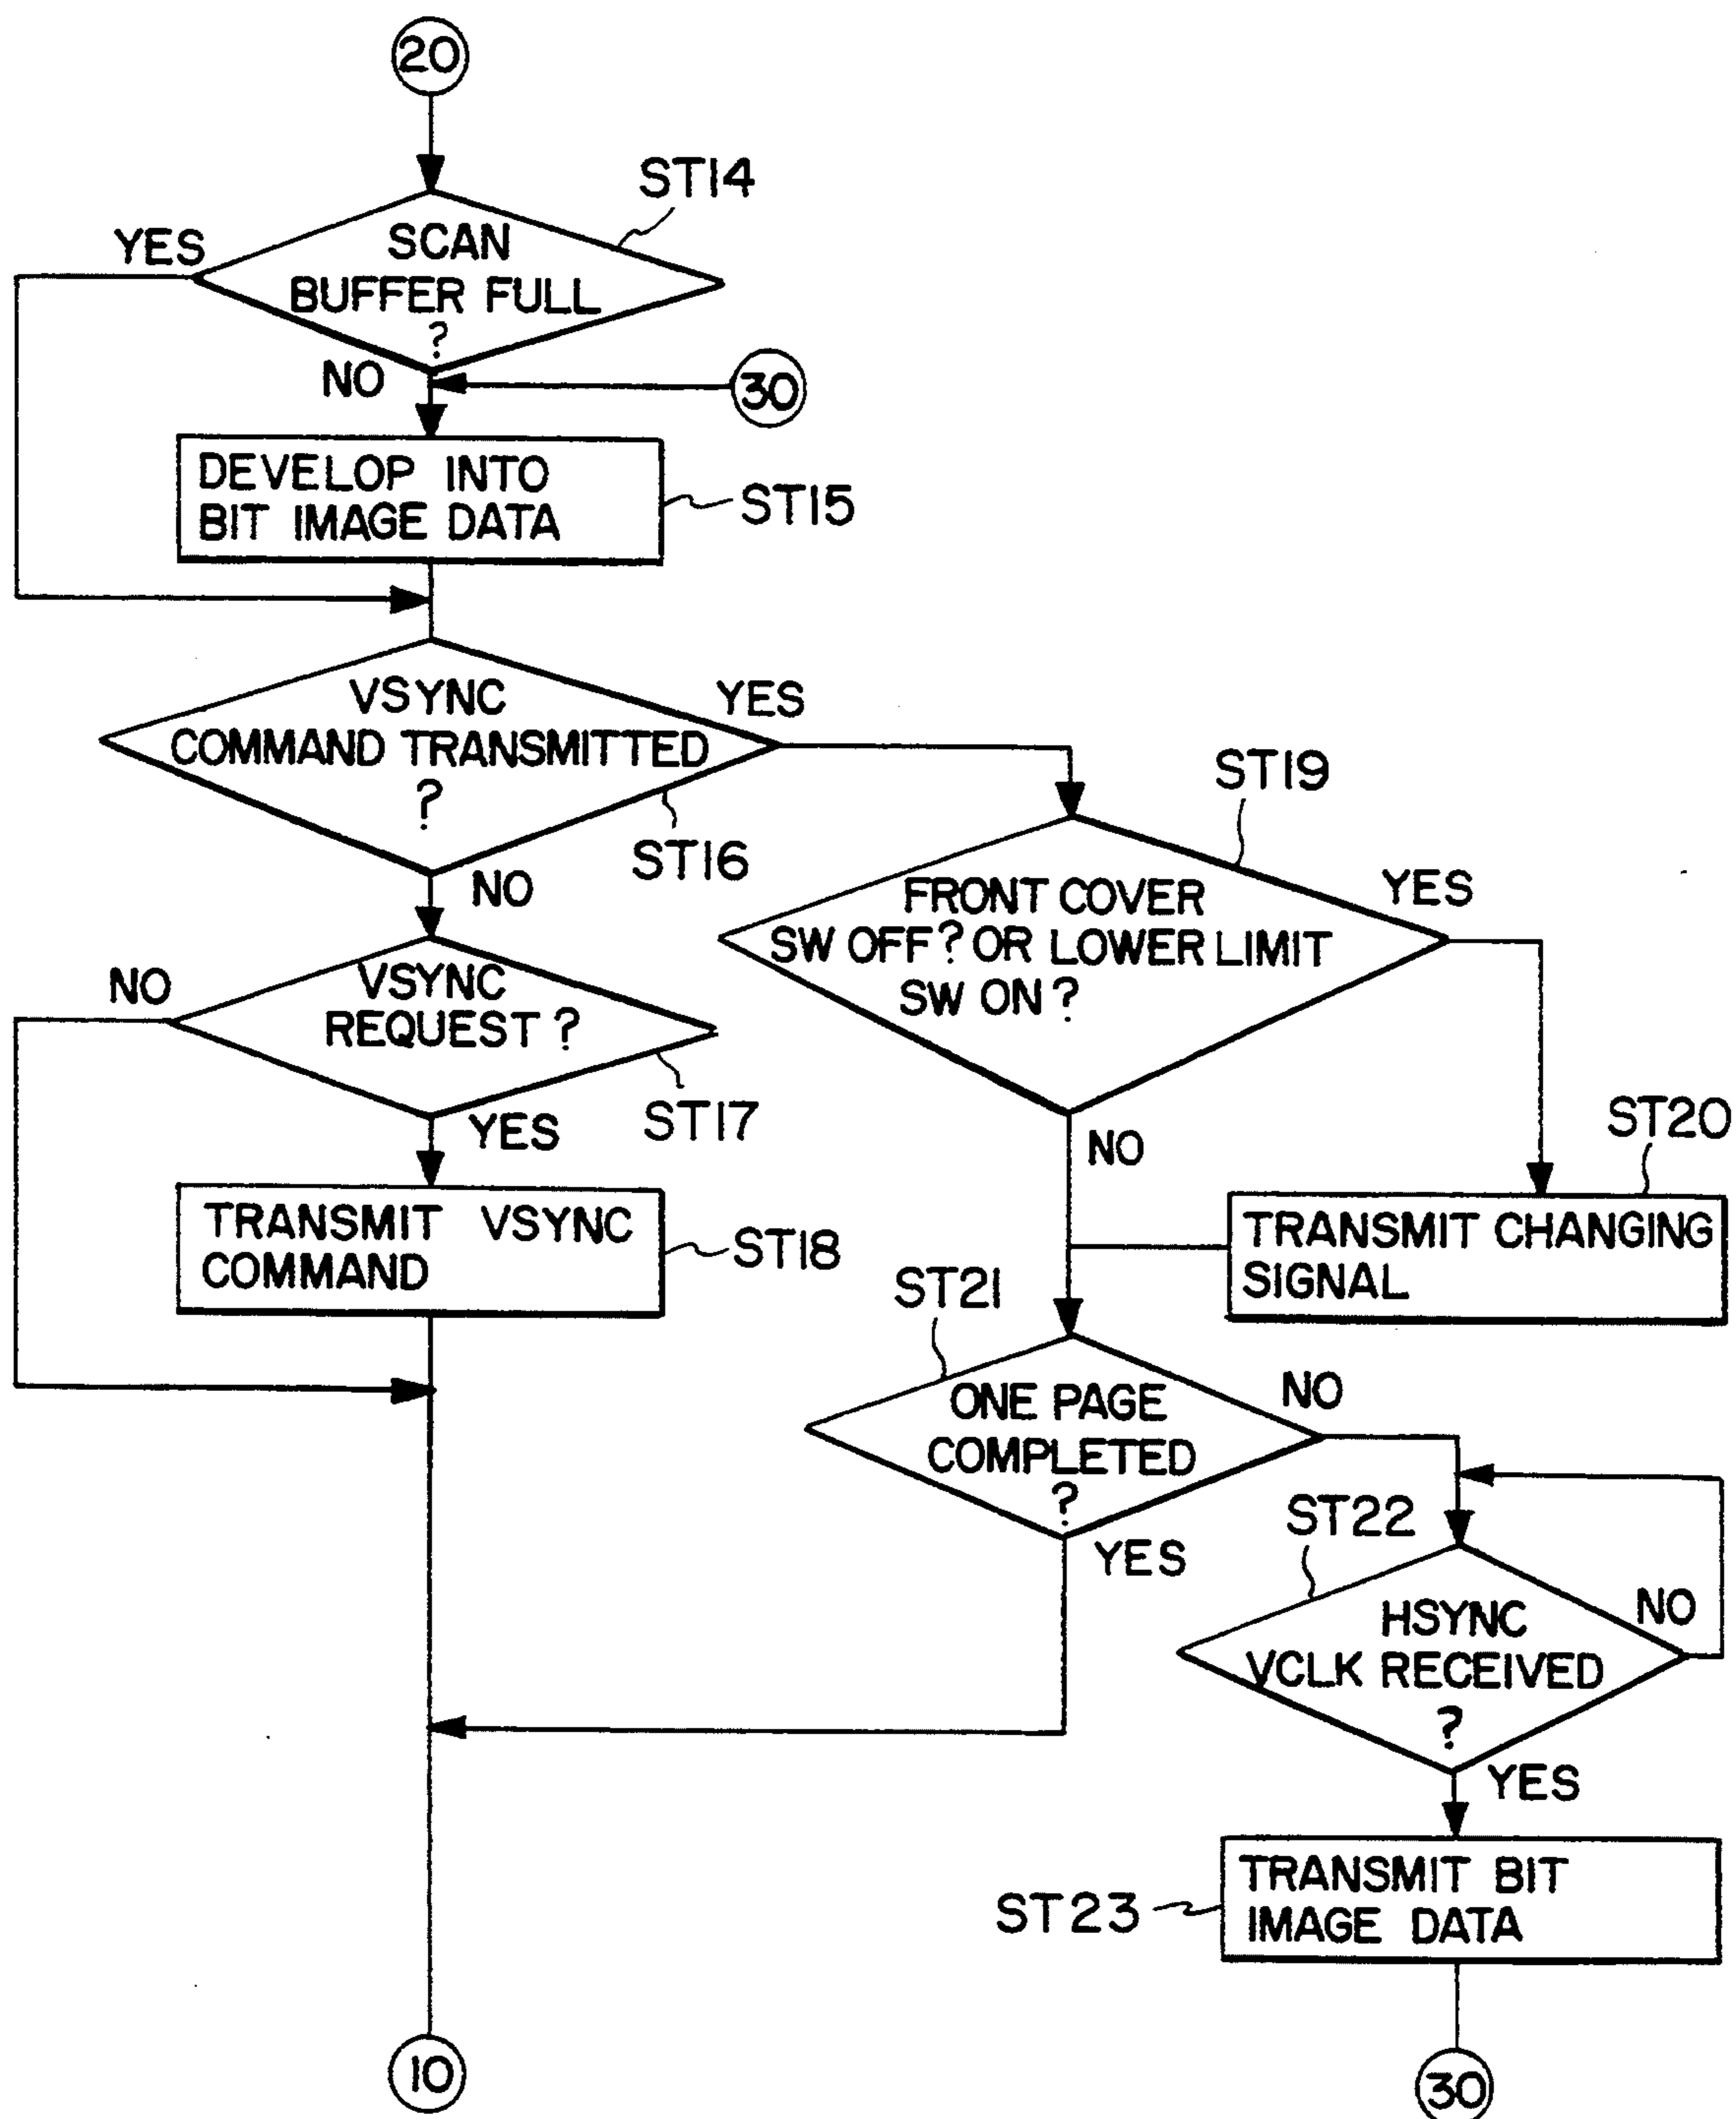 20
ST14
YES
SCAN
BUFFER FULL
?
NO
30
DEVELOP INTO
BIT IMAGE DATA
ST15
VSYNC
COMMAND TRANSMITTED
?
YES
ST16
NO
ST19
FRONT COVER
SW OFF? OR LOWER LIMIT
SW ON?
YES
NO
VSYNC
REQUEST?
ST17
YES
NO
ST20
TRANSMIT VSYNC
COMMAND
ST18
TRANSMIT CHANGING
SIGNAL
ST21
ONE PAGE
COMPLETED
?
NO
YES
ST22
HSYNC
VCLK RECEIVED
?
NO
YES
ST23
TRANSMIT BIT
IMAGE DATA
10
30